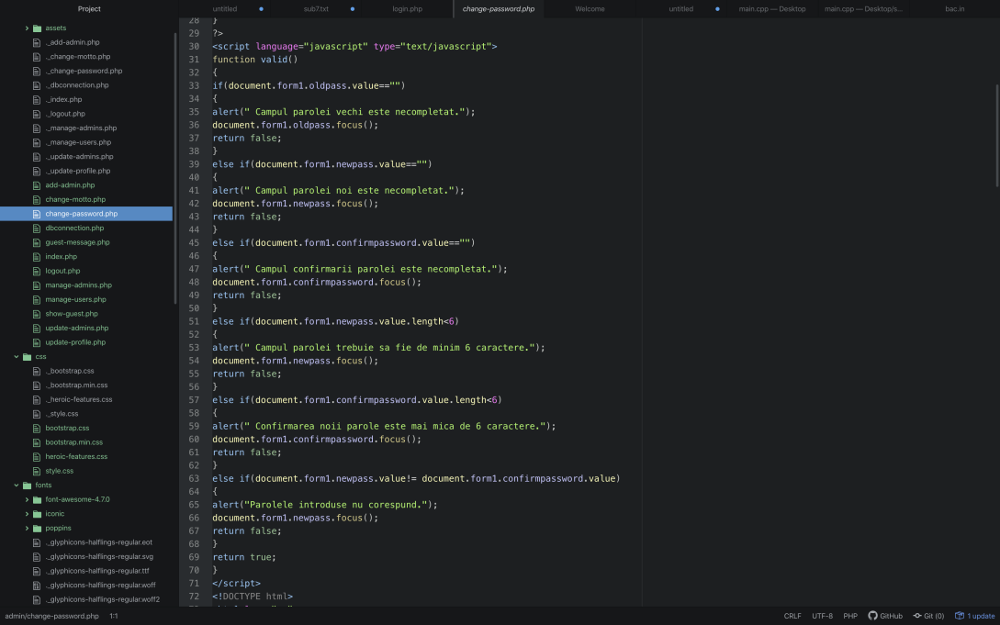 Project
untitled
sub7.txt
login.php
change-password.php
Welcome
untitled
main.cpp — Desktop
main.cpp — Desktop/s...
bac.in
assets
._add-admin.php
._change-motto.php
._change-password.php
._dbconnection.php
._index.php
._logout.php
._manage-admins.php
._manage-users.php
._update-admins.php
._update-profile.php
add-admin.php
change-motto.php
change-password.php
dbconnection.php
guest-message.php
index.php
logout.php
manage-admins.php
manage-users.php
show-guest.php
update-admins.php
update-profile.php
css
._bootstrap.css
._bootstrap.min.css
._heroic-features.css
._style.css
bootstrap.css
bootstrap.min.css
heroic-features.css
style.css
fonts
font-awesome-4.7.0
iconic
poppins
._glyphicons-halflings-regular.eot
._glyphicons-halflings-regular.svg
._glyphicons-halflings-regular.ttf
._glyphicons-halflings-regular.woff
._glyphicons-halflings-regular.woff2
28 }
29 ?>
30 <script language="javascript" type="text/javascript">
31 function valid()
32 {
33 if(document.form1.oldpass.value=="")
34 {
35 alert(" Campul parolei vechi este necompletat.");
36 document.form1.oldpass.focus();
37 return false;
38 }
39 else if(document.form1.newpass.value=="")
40 {
41 alert(" Campul parolei noi este necompletat.");
42 document.form1.newpass.focus();
43 return false;
44 }
45 else if(document.form1.confirmpassword.value=="")
46 {
47 alert(" Campul confirmarii parolei este necompletat.");
48 document.form1.confirmpassword.focus();
49 return false;
50 }
51 else if(document.form1.newpass.value.length<6)
52 {
53 alert(" Campul parolei trebuie sa fie de minim 6 caractere.");
54 document.form1.newpass.focus();
55 return false;
56 }
57 else if(document.form1.confirmpassword.value.length<6)
58 {
59 alert(" Confirmarea noii parole este mai mica de 6 caractere.");
60 document.form1.confirmpassword.focus();
61 return false;
62 }
63 else if(document.form1.newpass.value!= document.form1.confirmpassword.value)
64 {
65 alert("Parolele introduse nu corespund.");
66 document.form1.newpass.focus();
67 return false;
68 }
69 return true;
70 }
71 </script>
72 <!DOCTYPE html>
admin/change-password.php 1:1
CRLF UTF-8 PHP GitHub Git (0) 1 update